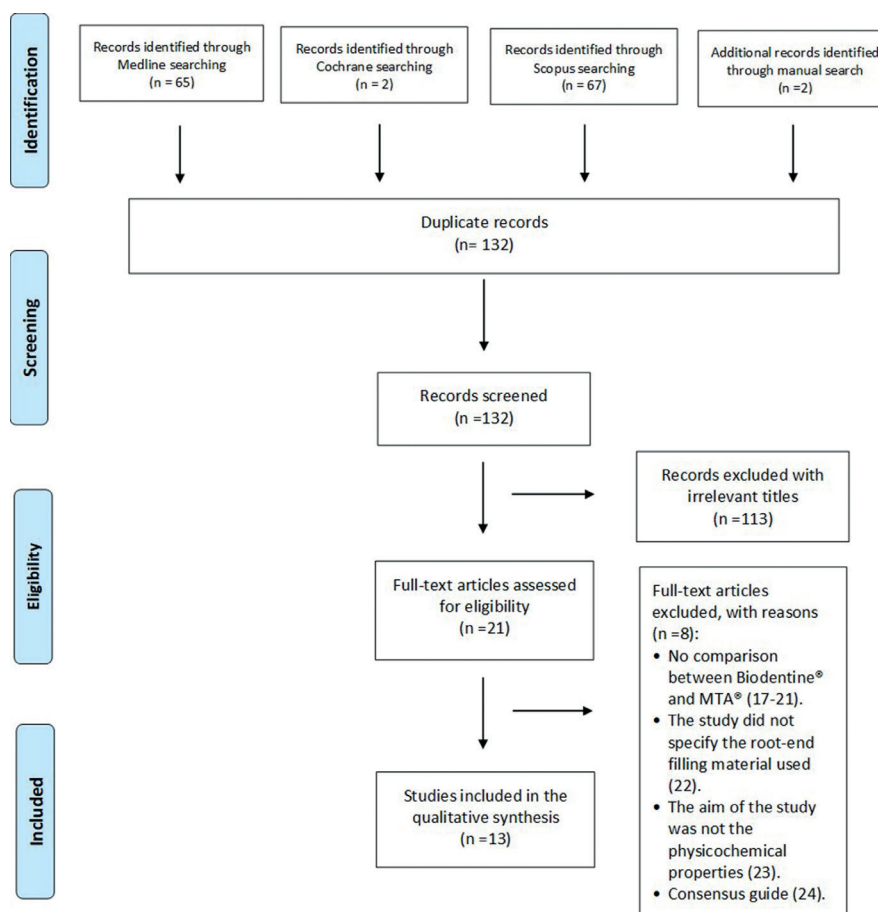 Identification
Records identified through
Medline searching
(n = 65)
Records identified through
Cochrane searching
(n = 2)
Records identified through
Scopus searching
(n = 67)
Additional records identified
through manual search
(n =2)
Duplicate records
(n= 132)
Screening
Records screened
(n =132)
Records excluded with
irrelevant titles
(n =113)
Eligibility
Full-text articles assessed
for eligibility
(n =21)
Full-text articles
excluded, with reasons
(n =8):
• No comparison
between Biodentine®
and MTA® (17-21).
• The study did not
specify the root-end
filling material used
(22).
• The aim of the study
was not the
physicochemical
properties (23).
• Consensus guide (24).
Included
Studies included in the
qualitative synthesis
(n =13)